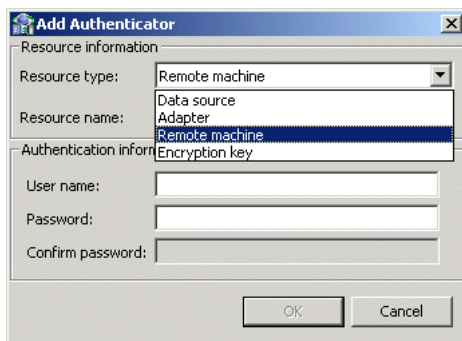 Add Authenticator
Resource information
Resource type: Remote machine
Data source
Resource name: Adapter
Remote machine
Authentication inform Encryption key
User name:
Password:
Confirm password:
OK Cancel